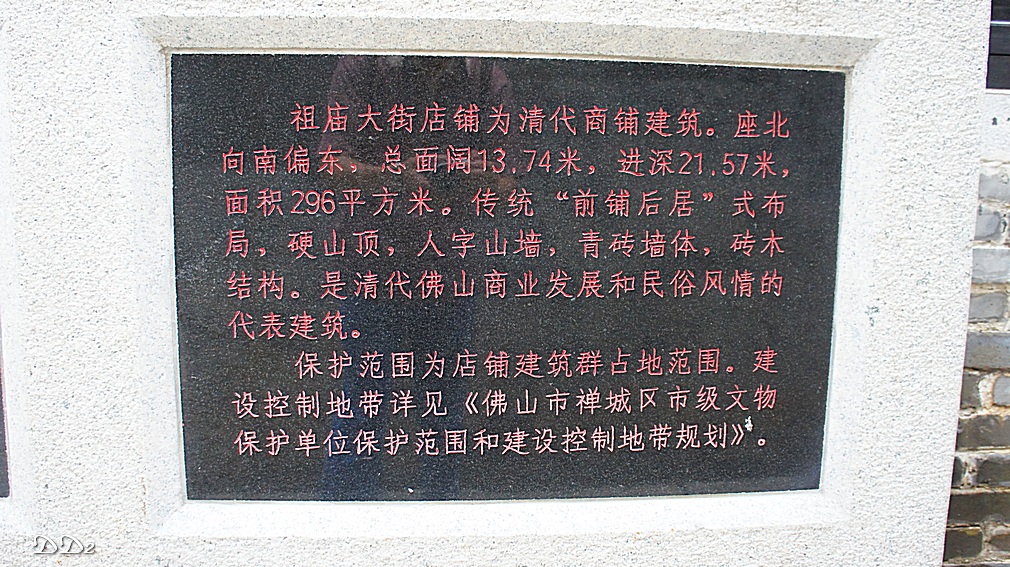 祖庙大街店铺为清代商铺建筑。座北
向南偏东，总面阔13.74米，进深21.57米，
面积296平方米。传统“前铺后居”式布
局，硬山顶，人字山墙，青砖墙体，砖木
结构。是清代佛山商业发展和民俗风情的
代表建筑。
保护范围为店铺建筑群占地范围。建
设控制地带详见《佛山市禅城区市级文物
保护单位保护范围和建设控制地带规划》。
DD2